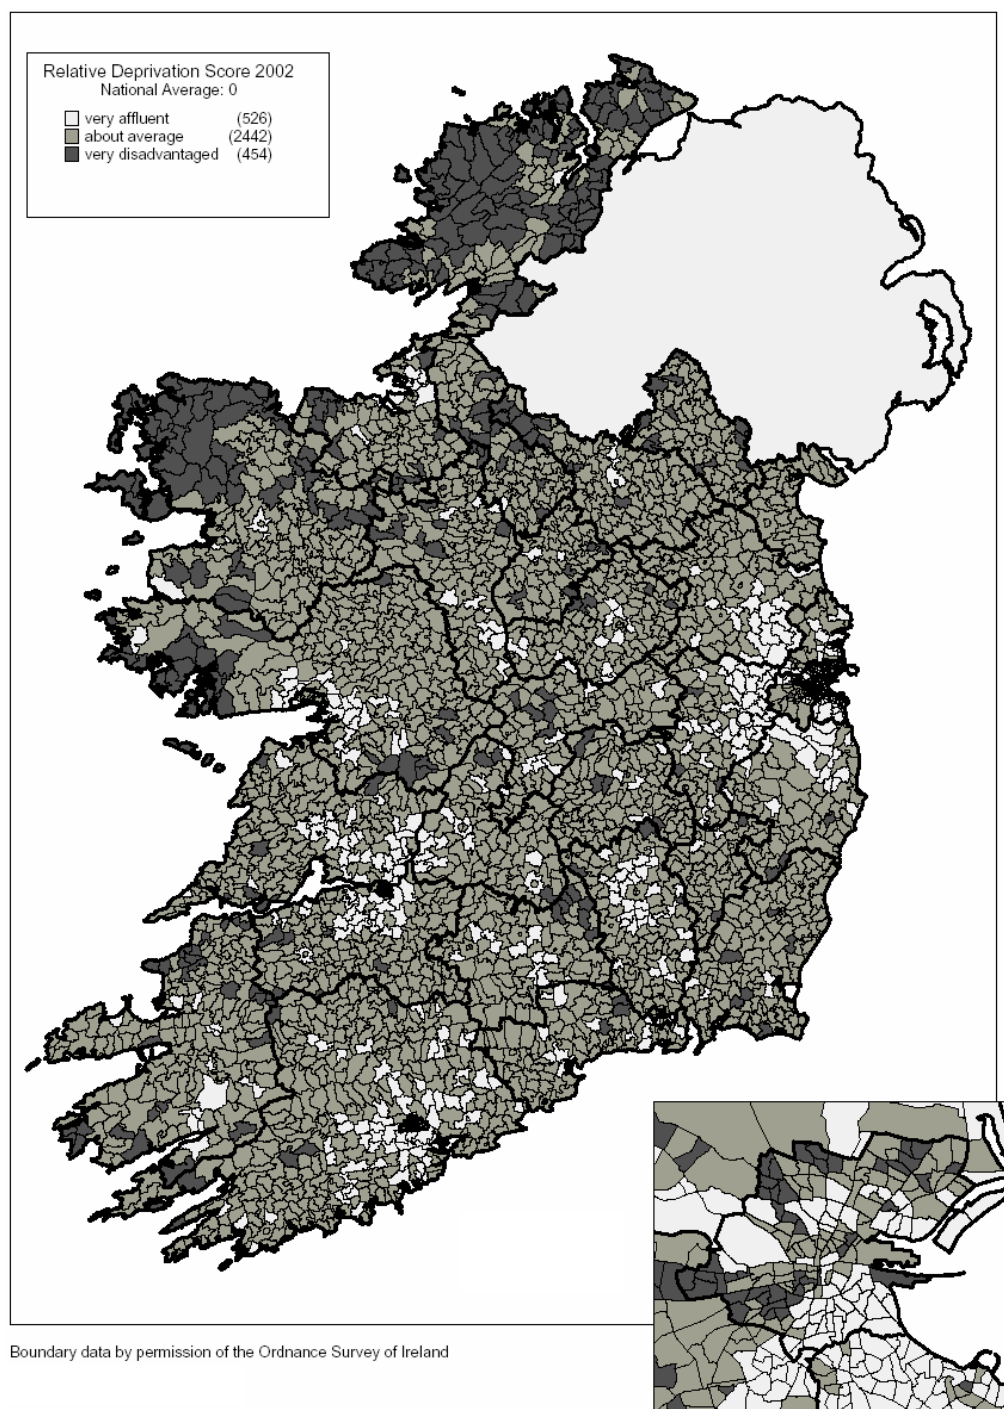 Relative Deprivation Score 2002
National Average: 0
very affluent (526)
about average (2442)
very disadvantaged (454)
Boundary data by permission of the Ordnance Survey of Ireland